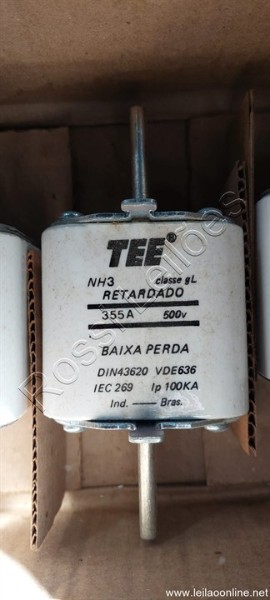 TEE®
NH3 classe gL
RETARDADO
355A 500v
BAIXA PERDA
DIN43620 VDE636
IEC 269 Ip 100KA
Ind. — Bras.
Rossi Leilões
www.leilaoonline.net